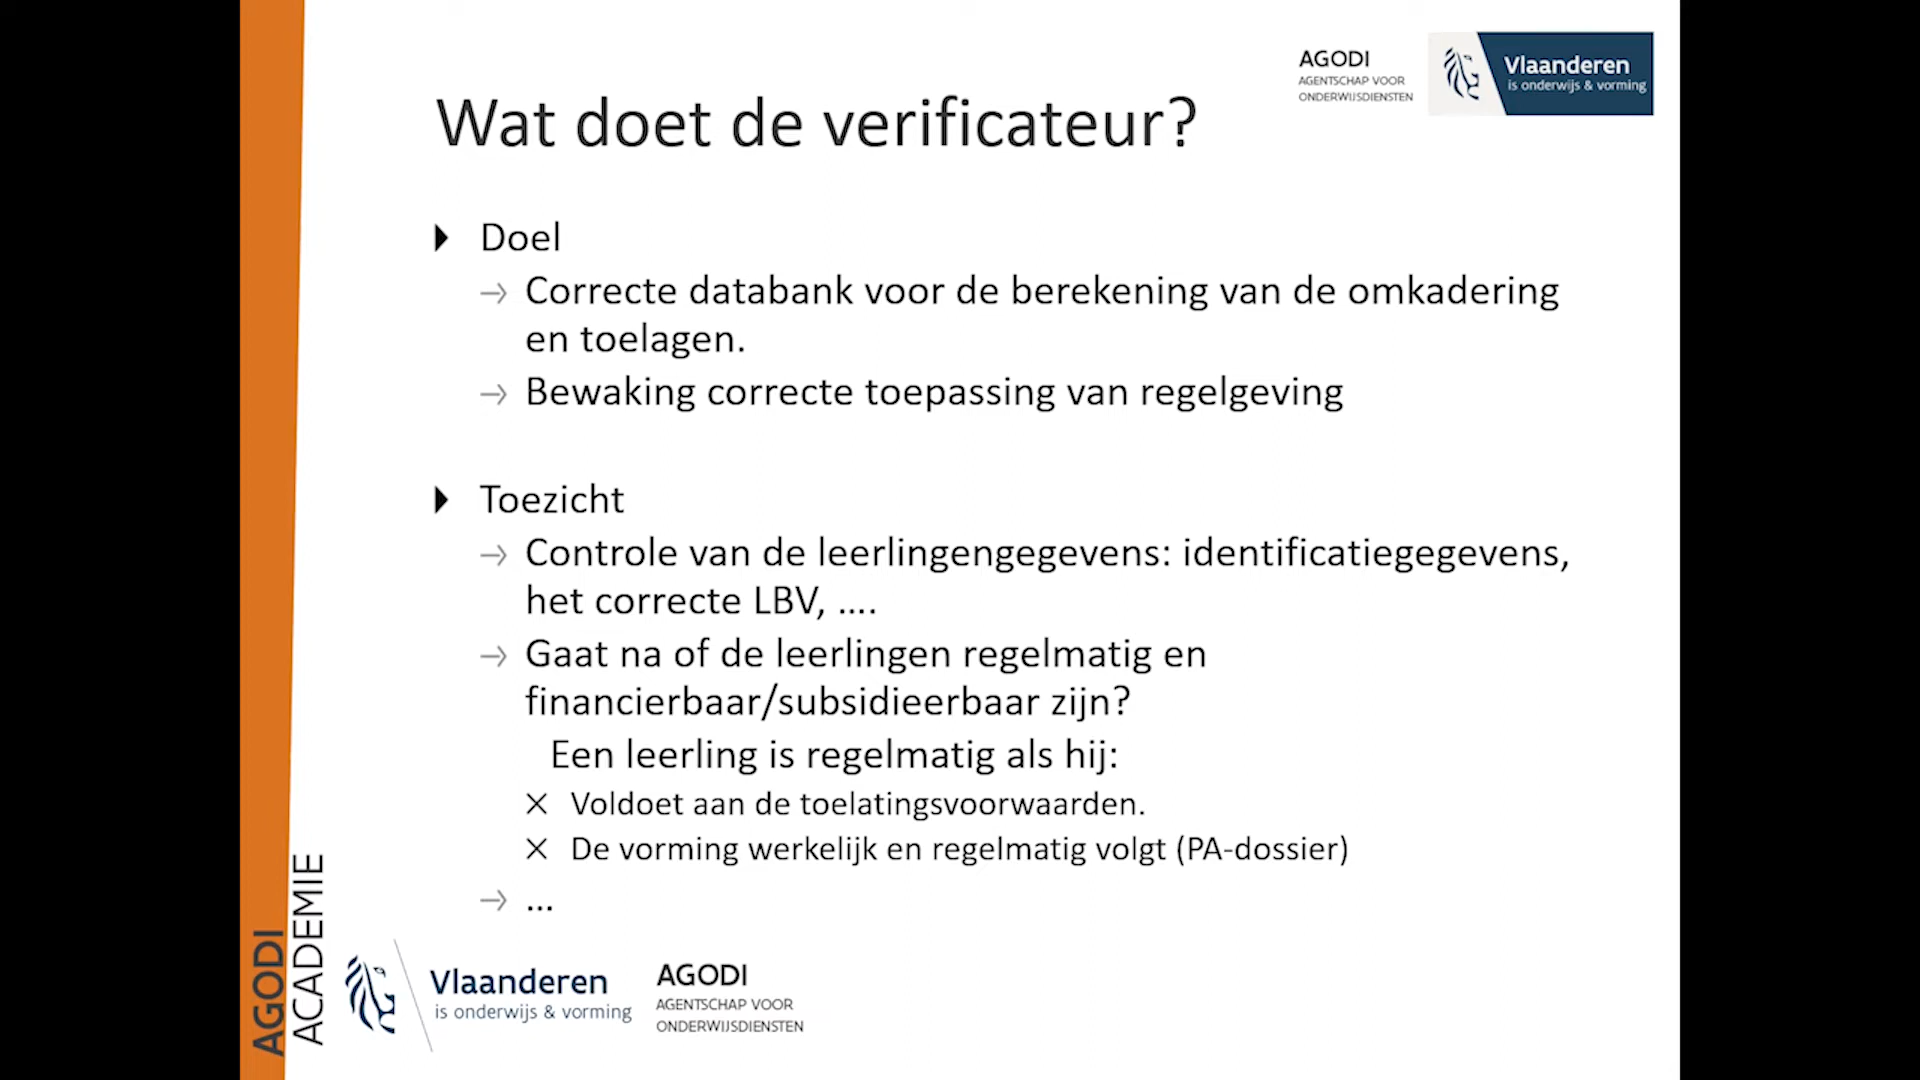 AGODI
AGENTSCHAP VOOR
ONDERWIJSDIENSTEN
Vlaanderen
is onderwijs & vorming
Wat doet de verificateur?
Doel
→ Correcte databank voor de berekening van de omkadering
en toelagen.
→ Bewaking correcte toepassing van regelgeving
Toezicht
→ Controle van de leerlingengegevens: identificatiegegevens,
het correcte LBV, ....
→ Gaat na of de leerlingen regelmatig en
financierbaar/subsidieerbaar zijn?
Een leerling is regelmatig als hij:
× Voldoet aan de toelatingsvoorwaarden.
× De vorming werkelijk en regelmatig volgt (PA-dossier)
→ ...
AGODI
ACADEMIE
Vlaanderen
is onderwijs & vorming
AGODI
AGENTSCHAP VOOR
ONDERWIJSDIENSTEN